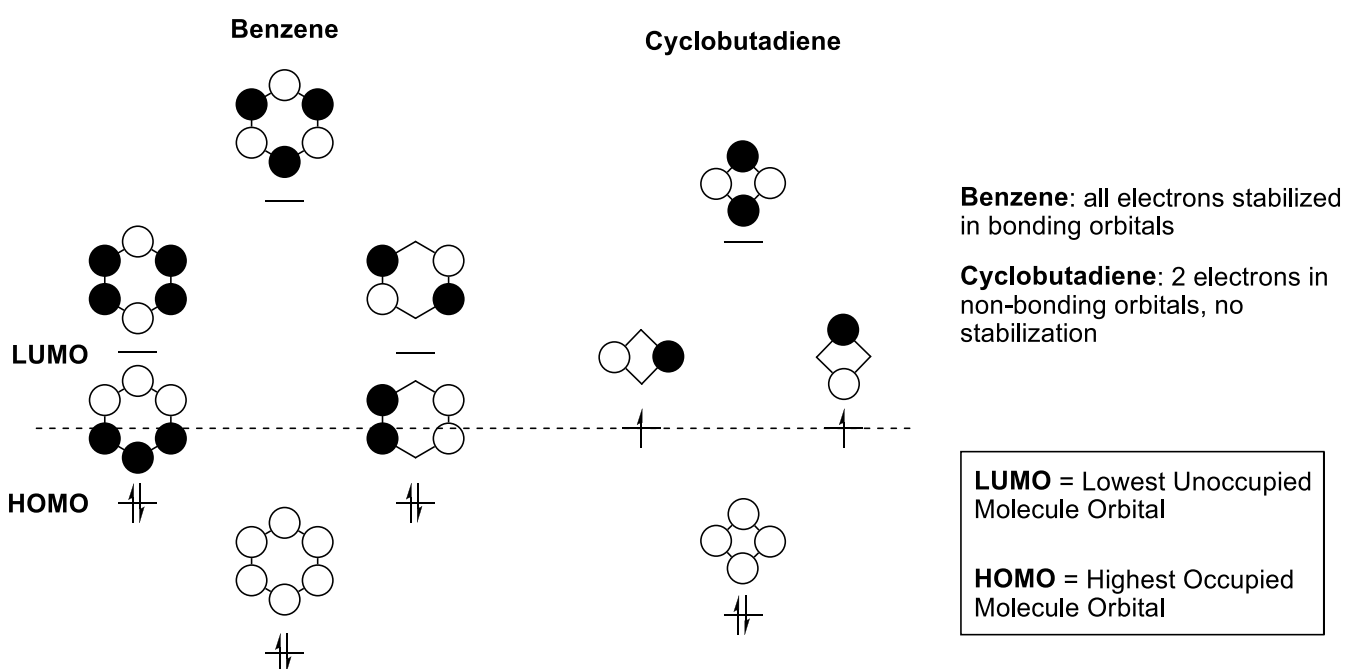 Benzene
Cyclobutadiene
Benzene: all electrons stabilized
in bonding orbitals
Cyclobutadiene: 2 electrons in
non-bonding orbitals, no
stabilization
LUMO
HOMO
LUMO = Lowest Unoccupied
Molecule Orbital
HOMO = Highest Occupied
Molecule Orbital